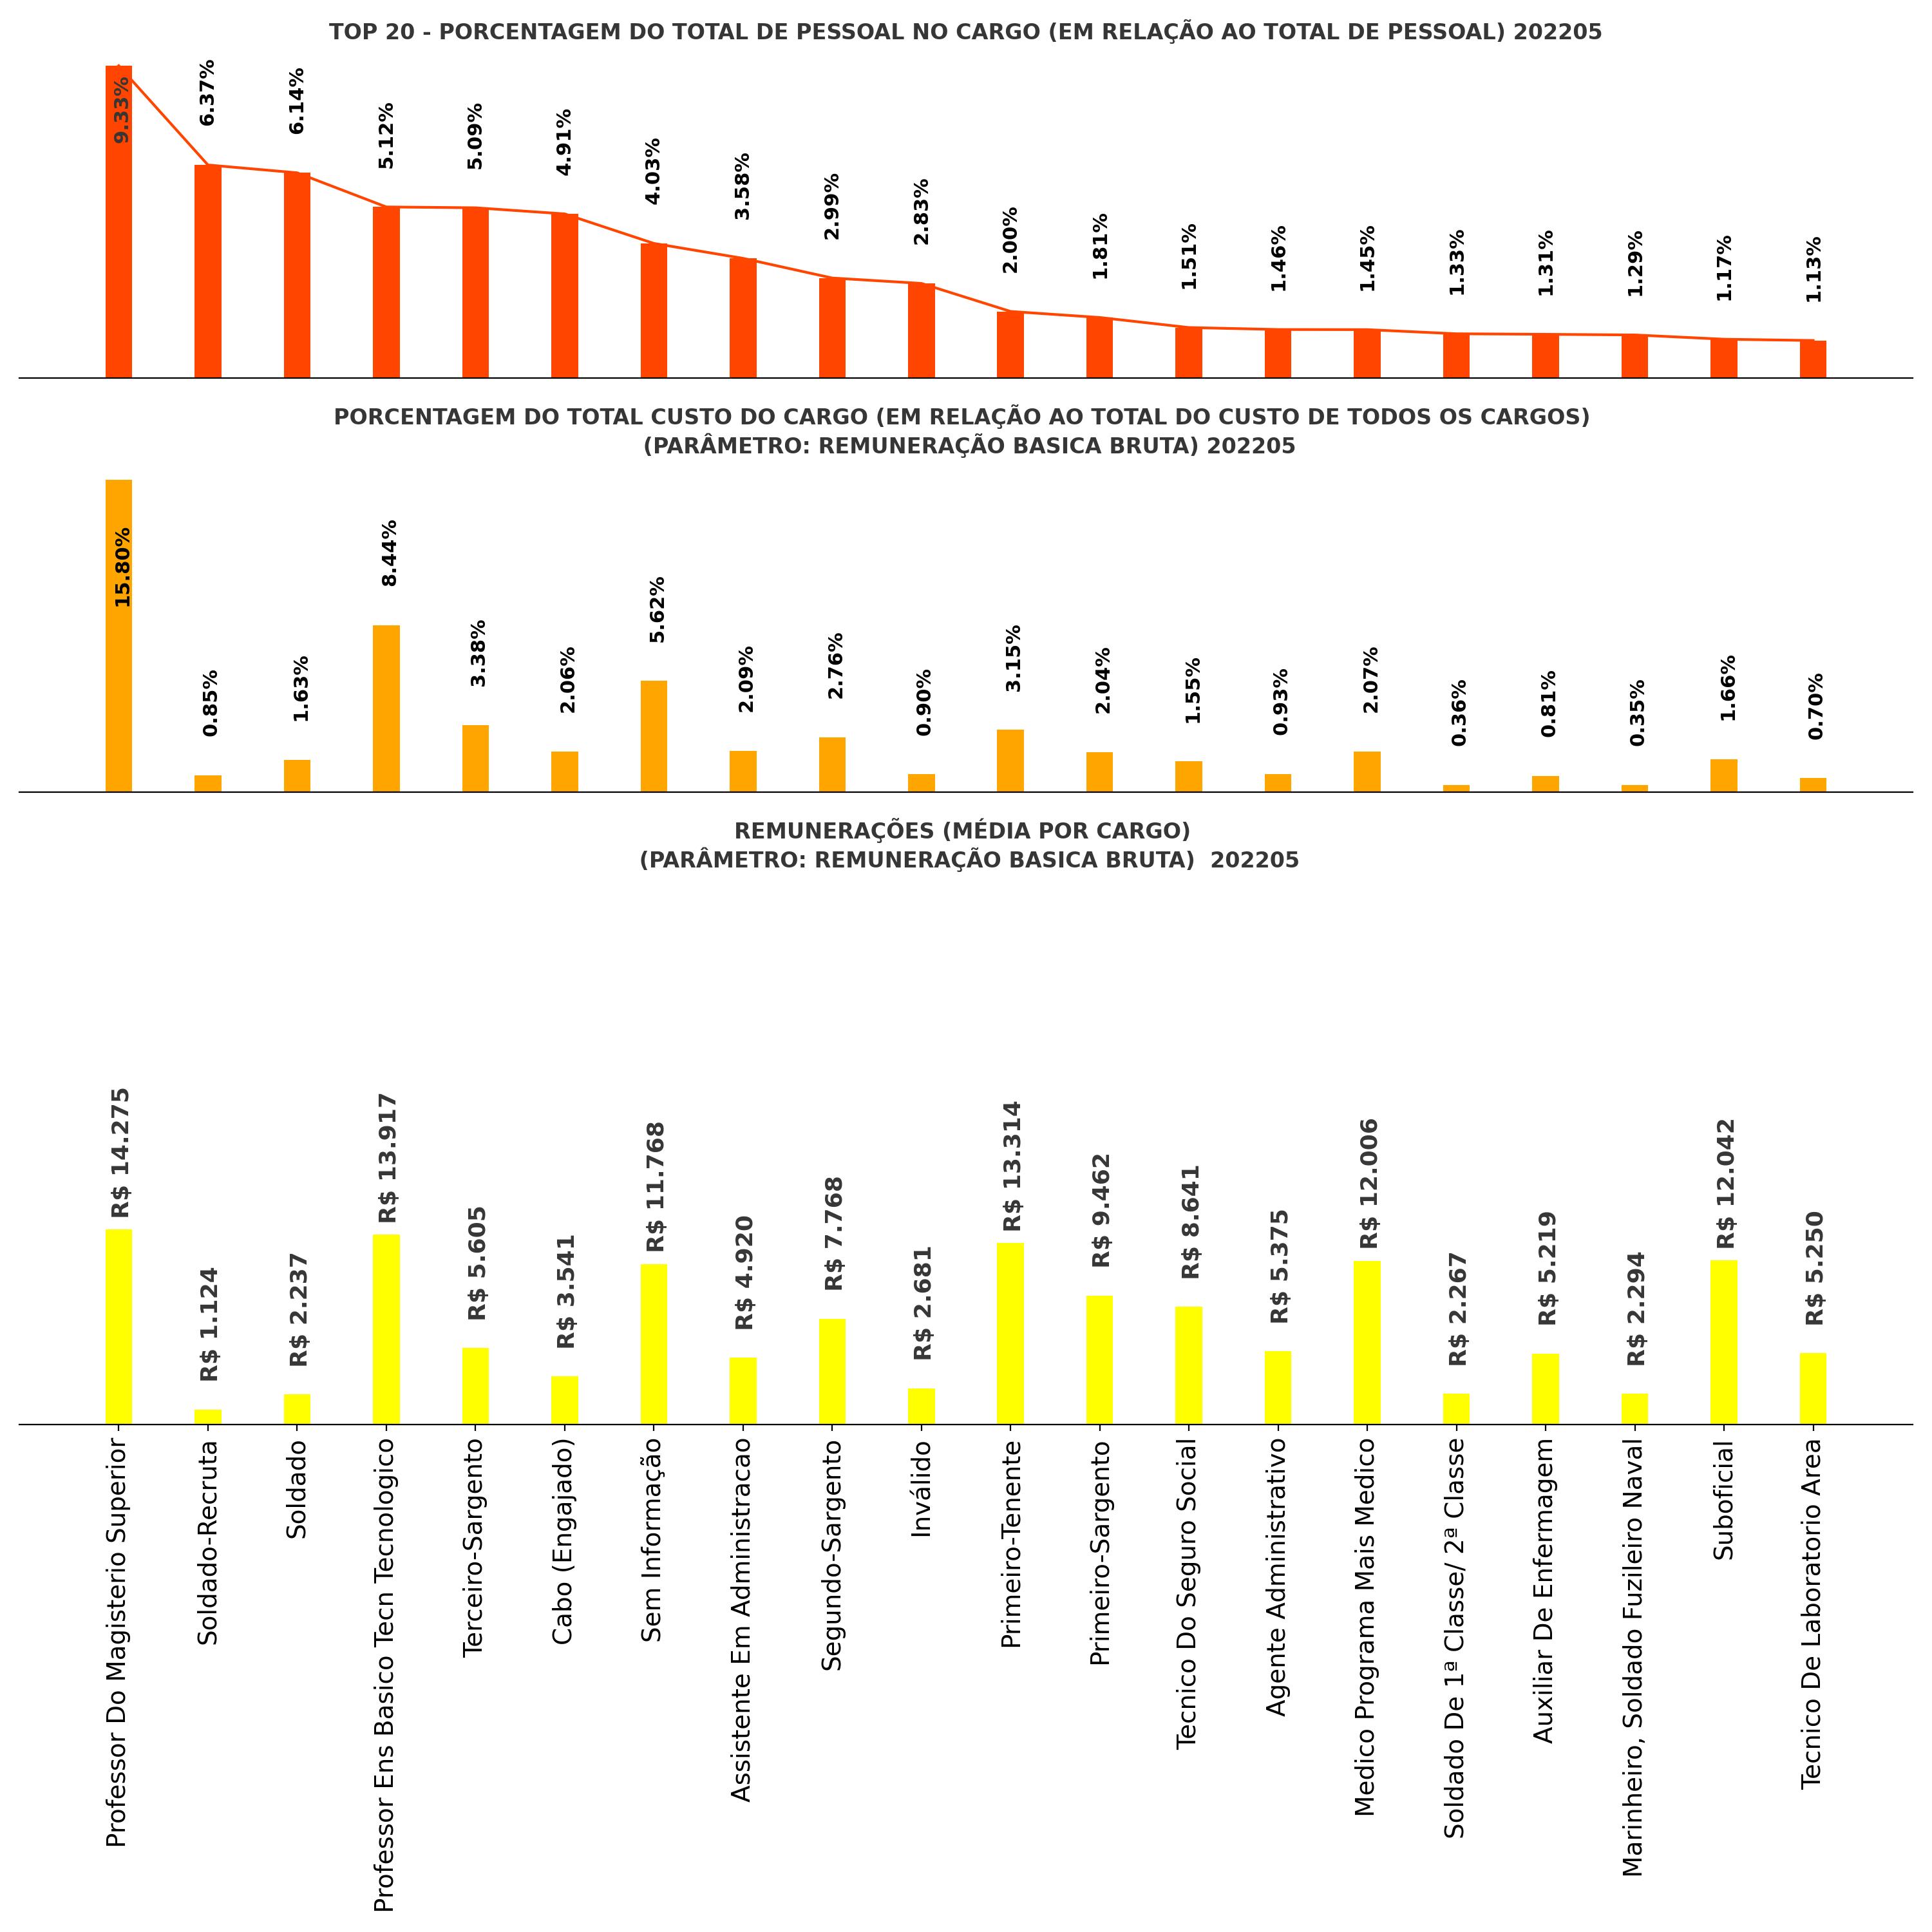 TOP 20 - PORCENTAGEM DO TOTAL DE PESSOAL NO CARGO (EM RELAÇÃO AO TOTAL DE PESSOAL) 202205
9.33%
6.37%
6.14%
5.12%
5.09%
4.91%
4.03%
3.58%
2.99%
2.83%
2.00%
1.81%
1.51%
1.46%
1.45%
1.33%
1.31%
1.29%
1.17%
1.13%
PORCENTAGEM DO TOTAL CUSTO DO CARGO (EM RELAÇÃO AO TOTAL DO CUSTO DE TODOS OS CARGOS)
(PARÂMETRO: REMUNERAÇÃO BASICA BRUTA) 202205
15.80%
0.85%
1.63%
8.44%
3.38%
2.06%
5.62%
2.09%
2.76%
0.90%
3.15%
2.04%
1.55%
0.93%
2.07%
0.36%
0.81%
0.35%
1.66%
0.70%
REMUNERAÇÕES (MÉDIA POR CARGO)
(PARÂMETRO: REMUNERAÇÃO BASICA BRUTA)  202205
R$ 14.275
R$ 1.124
R$ 2.237
R$ 13.917
R$ 5.605
R$ 3.541
R$ 11.768
R$ 4.920
R$ 7.768
R$ 2.681
R$ 13.314
R$ 9.462
R$ 8.641
R$ 5.375
R$ 12.006
R$ 2.267
R$ 5.219
R$ 2.294
R$ 12.042
R$ 5.250
Professor Do Magisterio Superior
Soldado-Recruta
Soldado
Professor Ens Basico Tecn Tecnologico
Terceiro-Sargento
Cabo (Engajado)
Sem Informação
Assistente Em Administracao
Segundo-Sargento
Inválido
Primeiro-Tenente
Primeiro-Sargento
Tecnico Do Seguro Social
Agente Administrativo
Medico Programa Mais Medico
Soldado De 1ª Classe/ 2ª Classe
Auxiliar De Enfermagem
Marinheiro, Soldado Fuzileiro Naval
Suboficial
Tecnico De Laboratorio Area